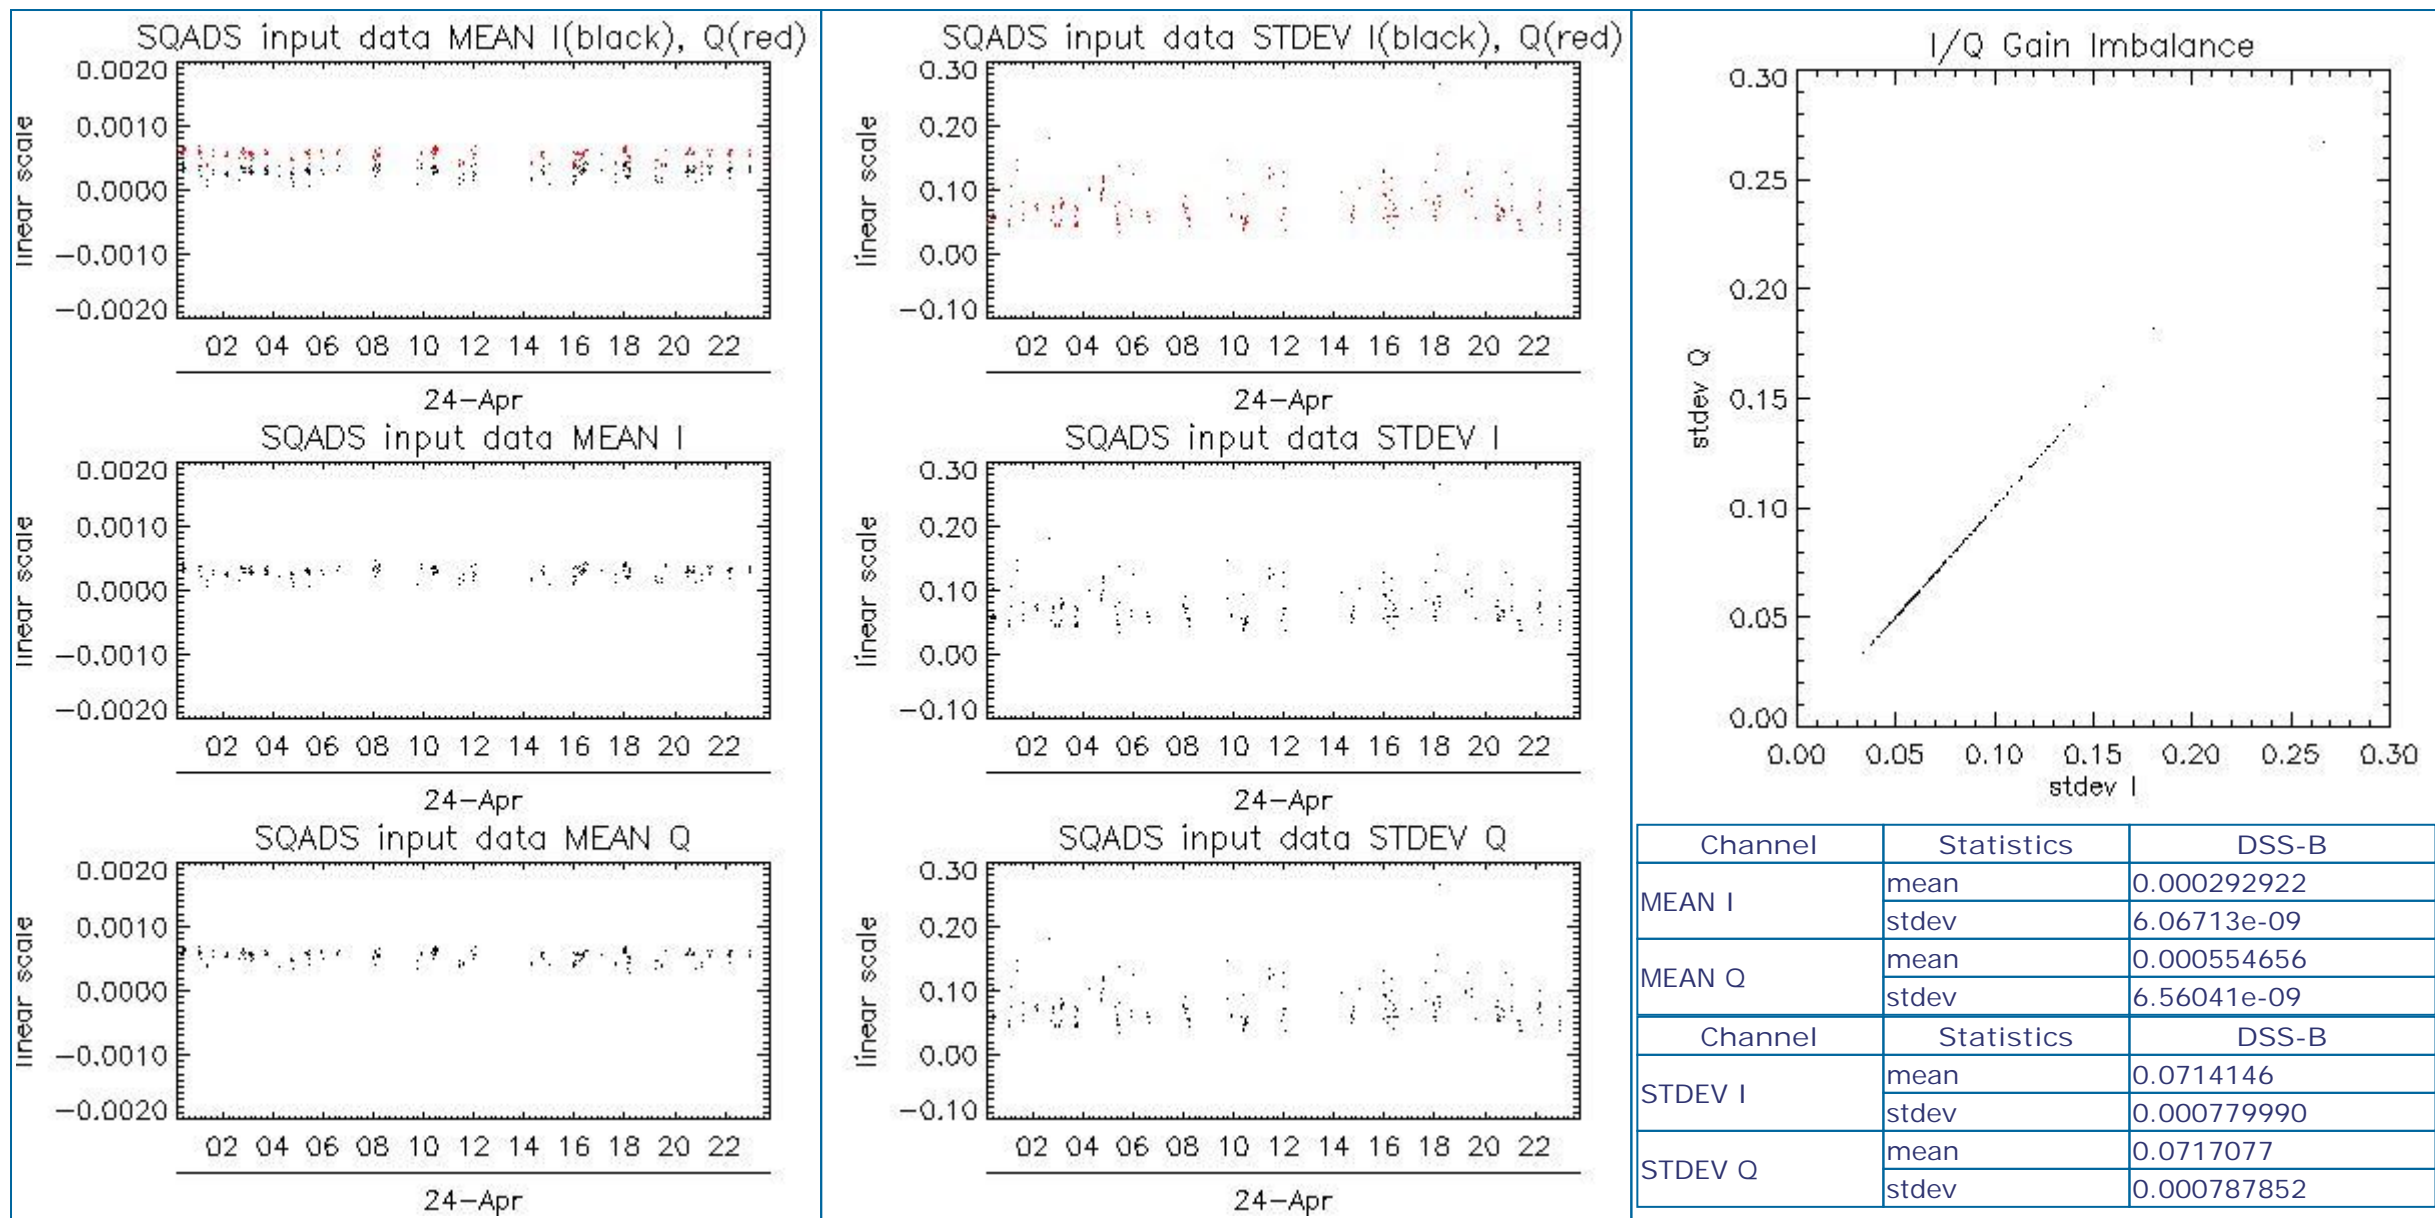 SQADS input data MEAN I(black), Q(red)
linear scale
0.0020
0.0010
0.0000
−0.0010
−0.0020
02 04 06 08 10 12 14 16 18 20 22
24−Apr
SQADS input data MEAN I
linear scale
0.0020
0.0010
0.0000
−0.0010
−0.0020
02 04 06 08 10 12 14 16 18 20 22
24−Apr
SQADS input data MEAN Q
linear scale
0.0020
0.0010
0.0000
−0.0010
−0.0020
02 04 06 08 10 12 14 16 18 20 22
24−Apr
SQADS input data STDEV I(black), Q(red)
linear scale
0.30
0.20
0.10
0.00
−0.10
02 04 06 08 10 12 14 16 18 20 22
24−Apr
SQADS input data STDEV I
linear scale
0.30
0.20
0.10
0.00
−0.10
02 04 06 08 10 12 14 16 18 20 22
24−Apr
SQADS input data STDEV Q
linear scale
0.30
0.20
0.10
0.00
−0.10
02 04 06 08 10 12 14 16 18 20 22
24−Apr
I/Q Gain Imbalance
stdev Q
0.30
0.25
0.20
0.15
0.10
0.05
0.00
0.00 0.05 0.10 0.15 0.20 0.25 0.30
stdev I
Channel Statistics DSS-B
MEAN I
mean 0.000292922
stdev 6.06713e-09
MEAN Q
mean 0.000554656
stdev 6.56041e-09
Channel Statistics DSS-B
STDEV I
mean 0.0714146
stdev 0.000779990
STDEV Q
mean 0.0717077
stdev 0.000787852